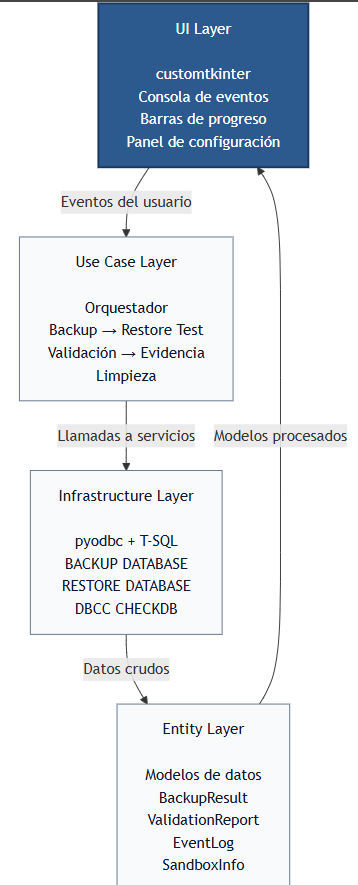 UI Layer
customtkinter
Consola de eventos
Barras de progreso
Panel de configuración
Eventos del usuario
Use Case Layer
Orquestador
Backup → Restore Test
Validación → Evidencia
Limpieza
Llamadas a servicios
Modelos procesados
Infrastructure Layer
pyodbc + T-SQL
BACKUP DATABASE
RESTORE DATABASE
DBCC CHECKDB
Datos crudos
Entity Layer
Modelos de datos
BackupResult
ValidationReport
EventLog
SandboxInfo